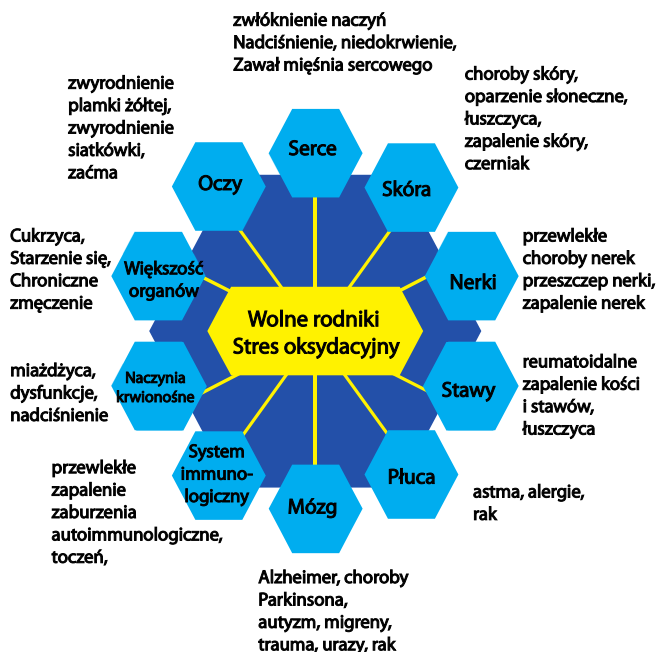 zwłóknienie naczyń
Nadciśnienie, niedokrwienie,
Zawał mięśnia sercowego
Serce
choroby skóry,
oparzenie słoneczne,
łuszczyca,
zapalenie skóry,
czerniak
Skóra
przewlekłe
choroby nerek
przeszczep nerki,
zapalenie nerek
Nerki
reumatoidalne
zapalenie kości
i stawów,
łuszczyca
Stawy
astma, alergie,
rak
Płuca
Mózg
Alzheimer, choroby
Parkinsona,
autyzm, migreny,
trauma, urazy, rak
System
immuno-
logiczny
przewlekłe
zapalenie
zaburzenia
autoimmunologiczne,
toczeń,
Naczynia
krwionośne
miażdżyca,
dysfunkcje,
nadciśnienie
Większość
organów
Cukrzyca,
Starzenie się,
Chroniczne
zmęczenie
Oczy
zwyrodnienie
plamki żółtej,
zwyrodnienie
siatkówki,
zaćma
Wolne rodniki
Stres oksydacyjny